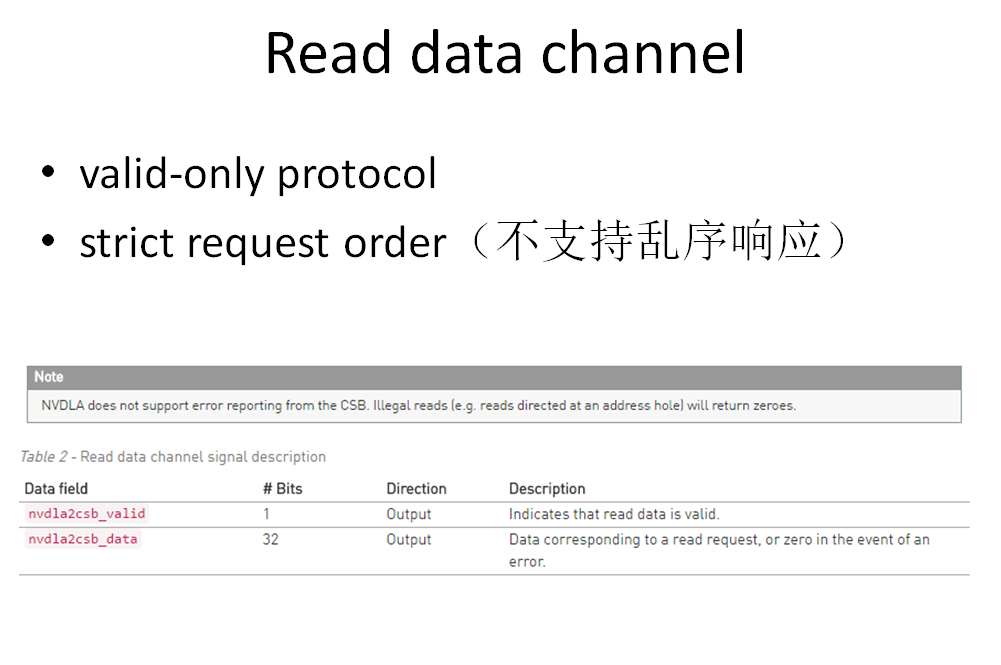 Read data channel
• valid-only protocol
• strict request order（不支持乱序响应）
Note
NVDLA does not support error reporting from the CSB. Illegal reads (e.g. reads directed at an address hole) will return zeroes.
Table 2 - Read data channel signal description
Data field # Bits Direction Description
nvdla2csb_valid 1 Output Indicates that read data is valid.
nvdla2csb_data 32 Output Data corresponding to a read request, or zero in the event of an
error.